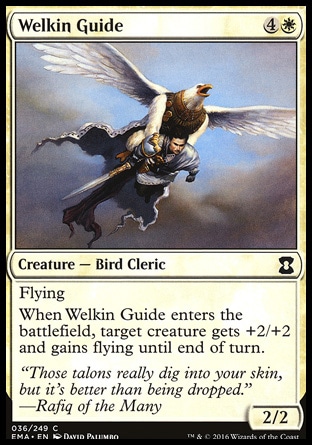 Welkin Guide 4
Creature — Bird Cleric
Flying
When Welkin Guide enters the
battlefield, target creature gets +2/+2
and gains flying until end of turn.
"Those talons really dig into your skin,
but it's better being dropped."
—Rafiq of the Many
2/2
036/249 C
EMA • EN DAVID PALUMBO
™ & © 2016 Wizards of the Coast